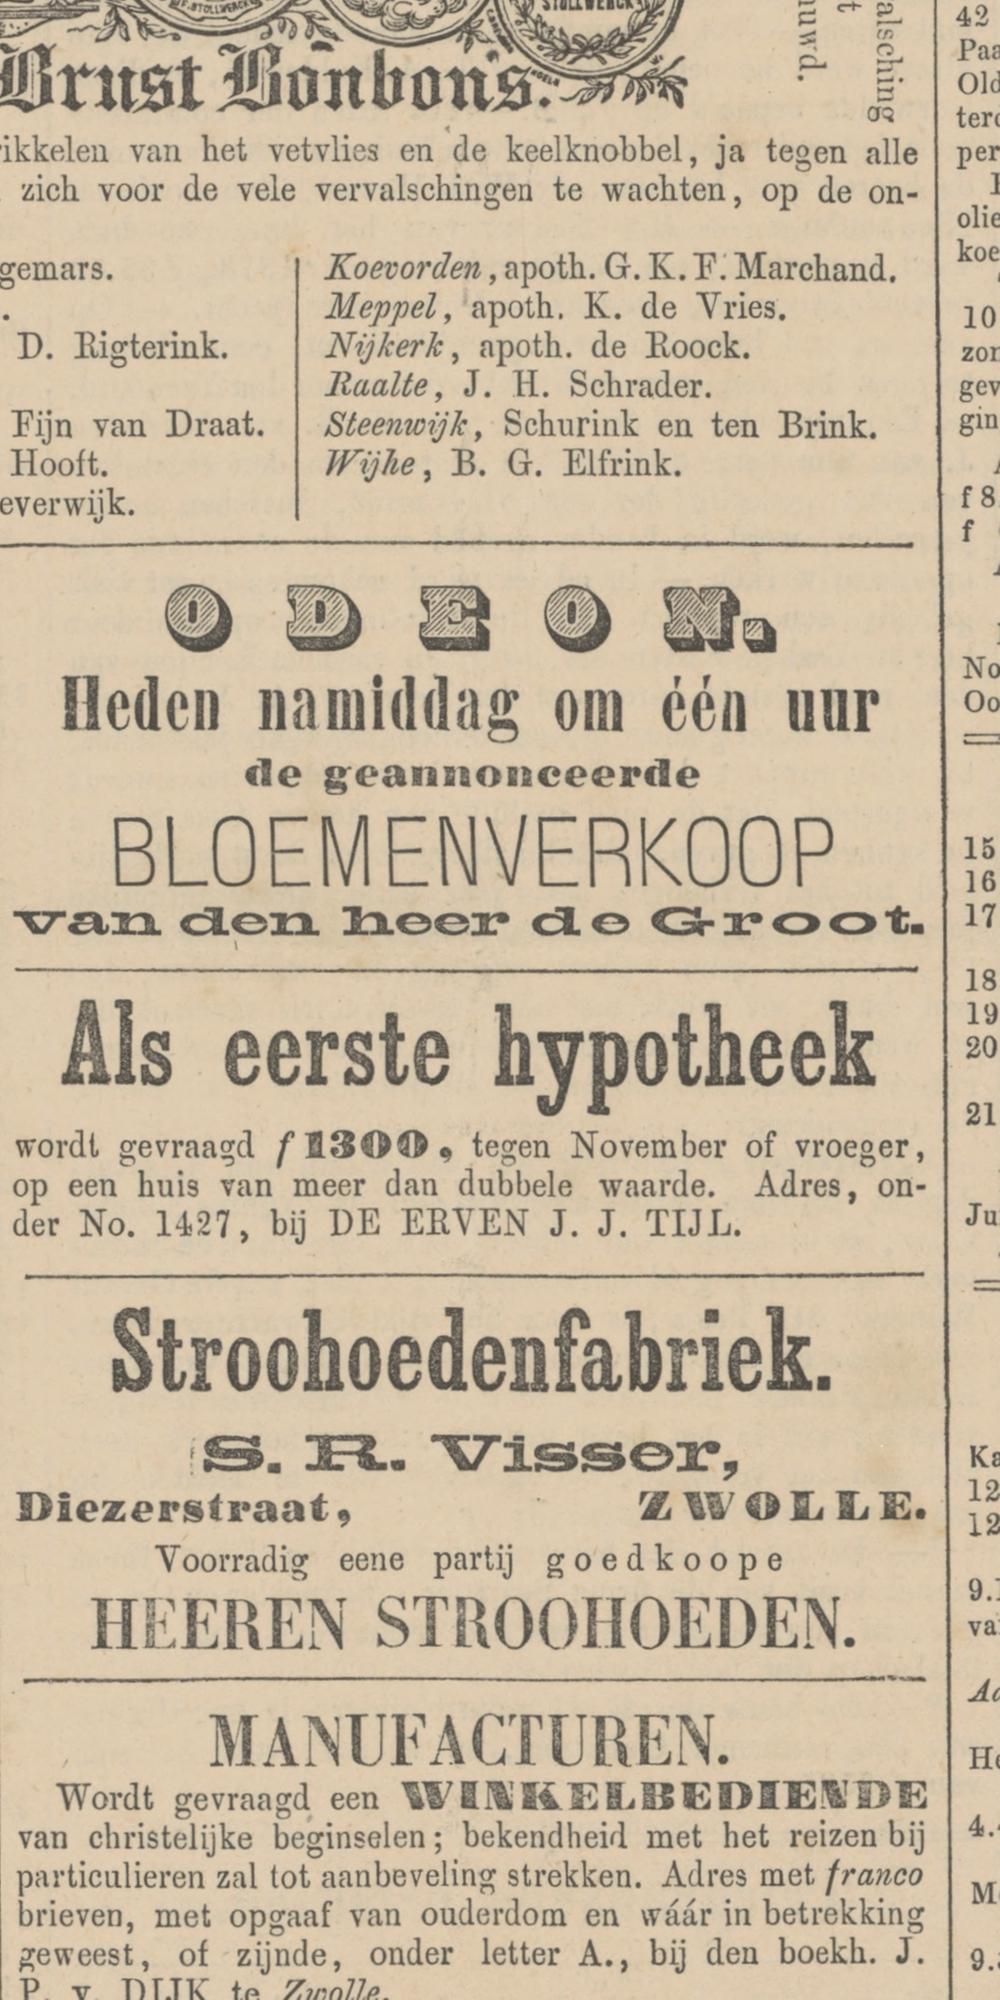 STOLLWERCK
Brust Bonbons.
van het vetvlies en de keelknobbel, ja tegen alle
zich voor de vele vervalschingen te wachten, op de on-
gemars.
D. Rigterink.
Fijn van Draat.
Hooft.
everwijk.
Koevorden, apoth. G. K. F. Marchand.
Meppel, apoth. K. de Vries.
Nijkerk, apoth. de Roock.
Raalte, J. H. Schrader.
Steenwijk, Schurink en ten Brink.
Wijhe, B. G. Elfrink.
ODEON.
Heden namiddag om één uur
de geannonceerde
BLOEMENVERKOOP
van den heer de Groot.
Als eerste hypotheek
wordt gevraagd f 1300, tegen November of vroeger,
op een huis van meer dan dubbele waarde. Adres, on-
der No. 1427, bij DE ERVEN J. J. TIJL.
Stroohoedenfabriek.
S. R. Visser,
Diezerstraat, ZWOLLE.
Voorradig eene partij goedkoope
HEEREN STROOHOEDEN.
MANUFACTUREN.
Wordt gevraagd een WINKELBEDIENDE
van christelijke beginselen; bekendheid met het reizen bij
particulieren zal tot aanbeveling strekken. Adres met franco
brieven, met opgaaf van ouderdom en wáár in betrekking
geweest, of zijnde, onder letter A., bij den boekh. J.
P. v. DIJK te Zwolle.
42
Paa
Old
terd
per
olie
koe
10
zon
gev
gin
f 8
f
No
Oo
15
16
17
18
19
20
21
Ju
Ka
12
12
9.
va
Ad
He
4.
M
9.